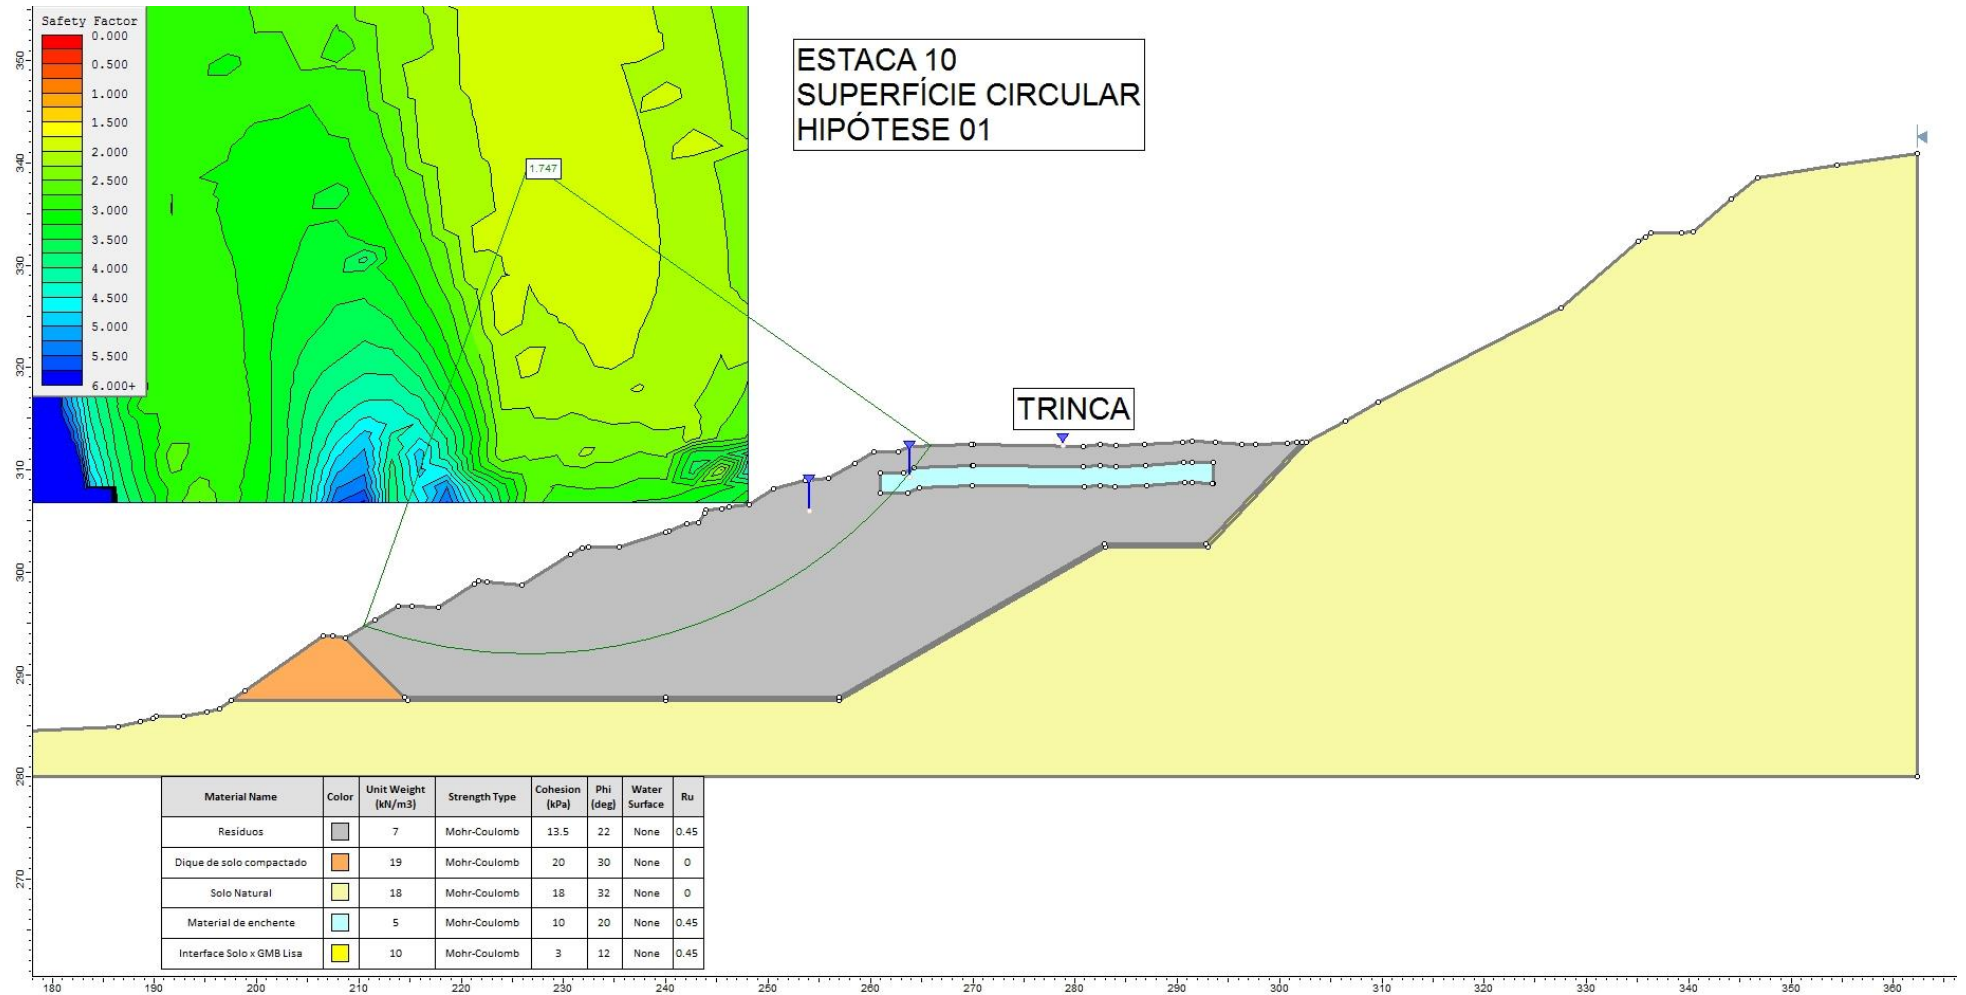 Safety Factor
0.000
0.500
1.000
1.500
2.000
2.500
3.000
3.500
4.000
4.500
5.000
5.500
6.000+
ESTACA 10
SUPERFÍCIE CIRCULAR
HIPÓTESE 01
1.747
TRINCA
350
340
330
320
310
300
290
280
270
Material Name Color Unit Weight (kN/m3) Strength Type Cohesion (kPa) Phi (deg) Water Surface Ru
Resíduos 7 Mohr-Coulomb 13.5 22 None 0.45
Dique de solo compactado 19 Mohr-Coulomb 20 30 None 0
Solo Natural 18 Mohr-Coulomb 18 32 None 0
Material de enchente 5 Mohr-Coulomb 10 20 None 0.45
Interface Solo x GMB Lisa 10 Mohr-Coulomb 3 12 None 0.45
180 190 200 210 220 230 240 250 260 270 280 290 300 310 320 330 340 350 360